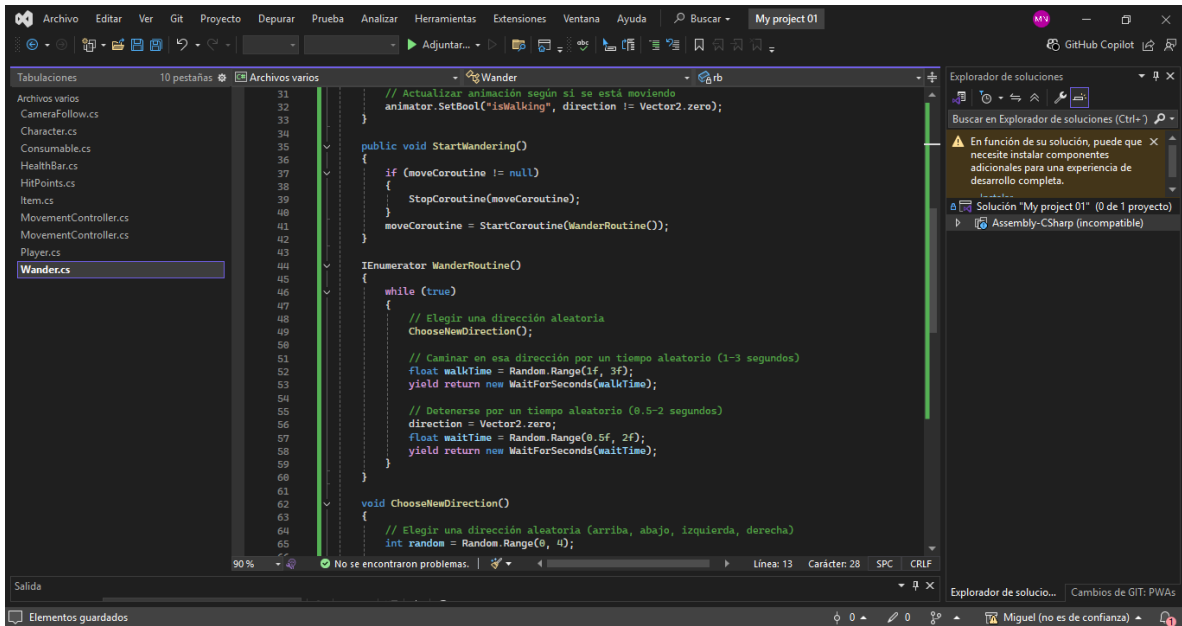 Archivo Editar Ver Git Proyecto Depurar Prueba Analizar Herramientas Extensiones Ventana Ayuda Buscar My project 01 MV
Adjuntar... GitHub Copilot
Tabulaciones 10 pestañas
Archivos varios
CameraFollow.cs
Character.cs
Consumable.cs
HealthBar.cs
HitPoints.cs
Item.cs
MovementController.cs
MovementController.cs
Player.cs
Wander.cs
Archivos varios Wander rb
31 // Actualizar animación según si se está moviendo
32 animator.SetBool("isWalking", direction != Vector2.zero);
33 }
34
35 public void StartWandering()
36 {
37 if (moveCoroutine != null)
38 {
39 StopCoroutine(moveCoroutine);
40 }
41 moveCoroutine = StartCoroutine(WanderRoutine());
42 }
43
44 IEnumerator WanderRoutine()
45 {
46 while (true)
47 {
48 // Elegir una dirección aleatoria
49 ChooseNewDirection();
50
51 // Caminar en esa dirección por un tiempo aleatorio (1-3 segundos)
52 float walkTime = Random.Range(1f, 3f);
53 yield return new WaitForSeconds(walkTime);
54
55 // Detenerse por un tiempo aleatorio (0.5-2 segundos)
56 direction = Vector2.zero;
57 float waitTime = Random.Range(0.5f, 2f);
58 yield return new WaitForSeconds(waitTime);
59 }
60 }
61
62 void ChooseNewDirection()
63 {
64 // Elegir una dirección aleatoria (arriba, abajo, izquierda, derecha)
65 int random = Random.Range(0, 4);
90 % No se encontraron problemas. Línea: 13 Carácter: 28 SPC CRLF
Explorador de soluciones
Buscar en Explorador de soluciones (Ctrl+´)
En función de su solución, puede que
necesite instalar componentes
adicionales para una experiencia de
desarrollo completa.
Solución "My project 01" (0 de 1 proyecto)
Assembly-CSharp (incompatible)
Salida
Explorador de solucio... Cambios de GIT: PWAs
Elementos guardados 0 0 Miguel (no es de confianza) 1